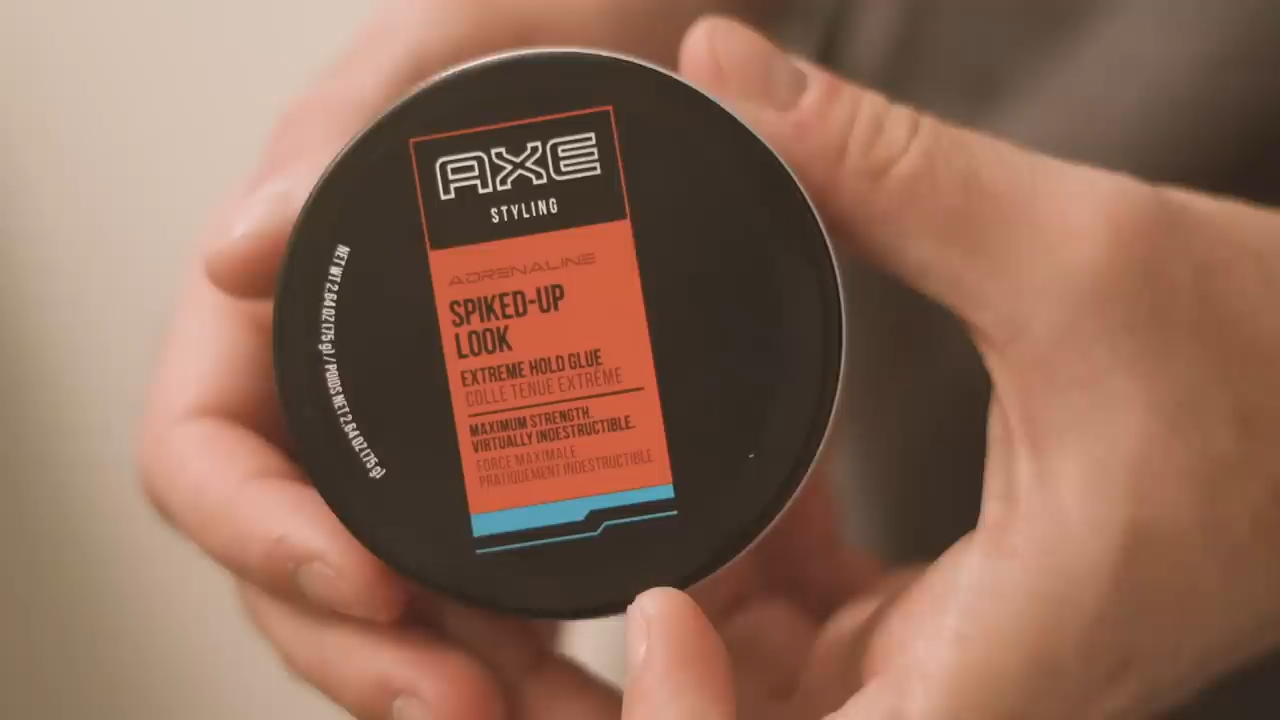 AXE
STYLING
ADRENALINE
SPIKED-UP
LOOK
EXTREME HOLD GLUE
COLLE TENUE EXTRÊME
MAXIMUM STRENGTH.
VIRTUALLY INDESTRUCTIBLE.
FORCE MAXIMALE
PRATIQUEMENT INDESTRUCTIBLE
NET WT 2.64 OZ (75 g) / POIDS NET 2,64 OZ (75 g)